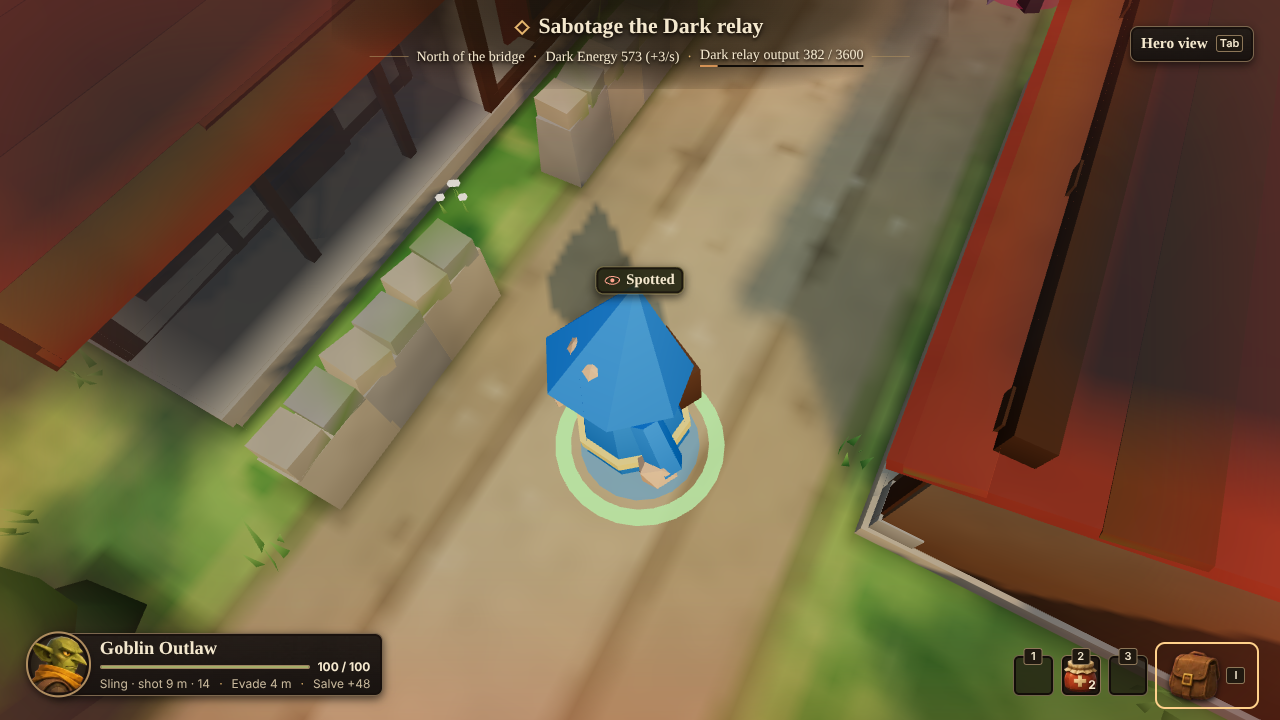 Sabotage the Dark relay
North of the bridge · Dark Energy 573 (+3/s) · Dark relay output 382 / 3600
Hero view Tab
Spotted
Goblin Outlaw
100 / 100
Sling · shot 9 m · 14 · Evade 4 m · Salve +48
1 2 3
2
I